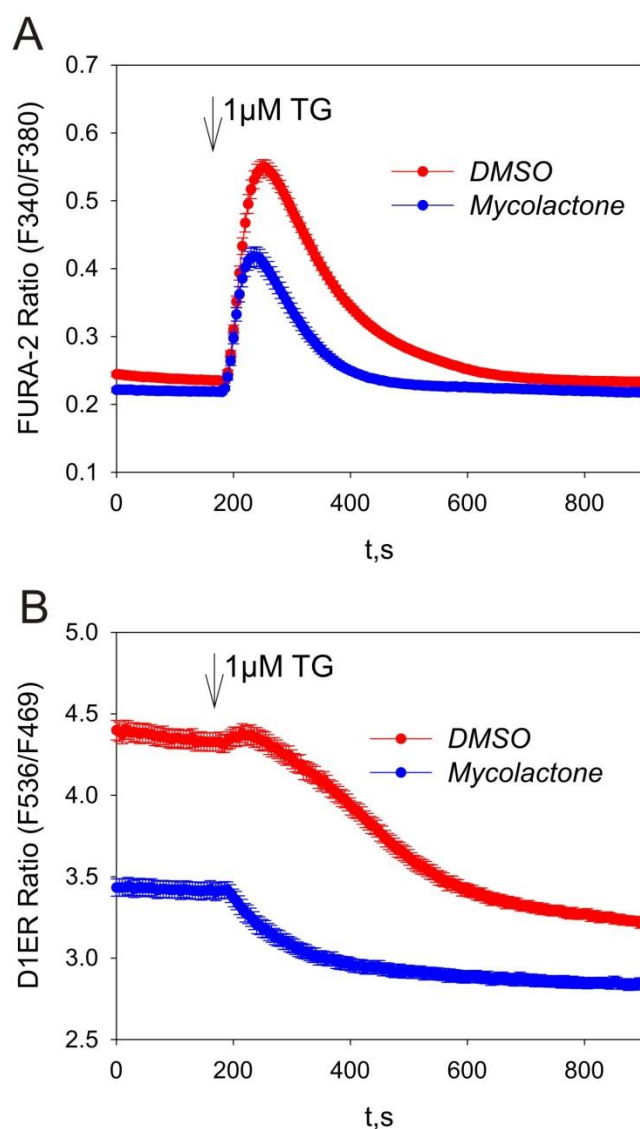 A
FURA-2 Ratio (F340/F380)
0.7
0.6
0.5
0.4
0.3
0.2
0.1
1μM TG
DMSO
Mycolactone
0 200 400 600 800
t,s
B
D1ER Ratio (F536/F469)
5.0
4.5
4.0
3.5
3.0
2.5
1μM TG
DMSO
Mycolactone
0 200 400 600 800
t,s